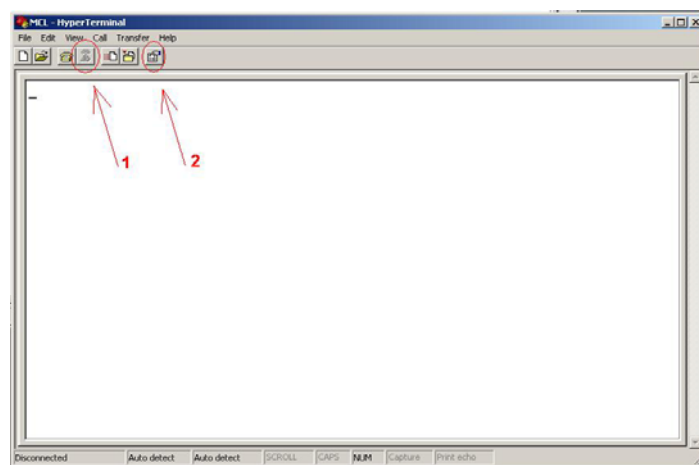 MCL - HyperTerminal
File Edit View Call Transfer Help
1 2
Disconnected Auto detect Auto detect SCROLL CAPS NUM Capture Print echo